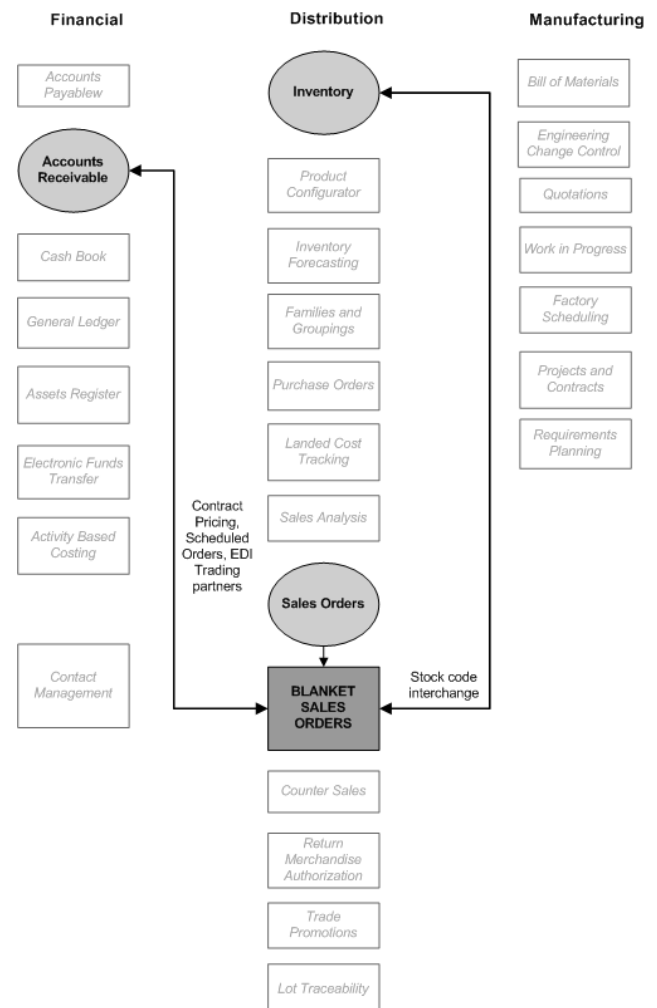 Financial
Distribution
Manufacturing
Accounts
Payablew
Accounts
Receivable
Cash Book
General Ledger
Assets Register
Electronic Funds
Transfer
Activity Based
Costing
Contact
Management
Contract
Pricing,
Scheduled
Orders, EDI
Trading
partners
Inventory
Product
Configurator
Inventory
Forecasting
Families and
Groupings
Purchase Orders
Landed Cost
Tracking
Sales Analysis
Sales Orders
BLANKET
SALES
ORDERS
Counter Sales
Return
Merchandise
Authorization
Trade
Promotions
Lot Traceability
Stock code
interchange
Bill of Materials
Engineering
Change Control
Quotations
Work in Progress
Factory
Scheduling
Projects and
Contracts
Requirements
Planning